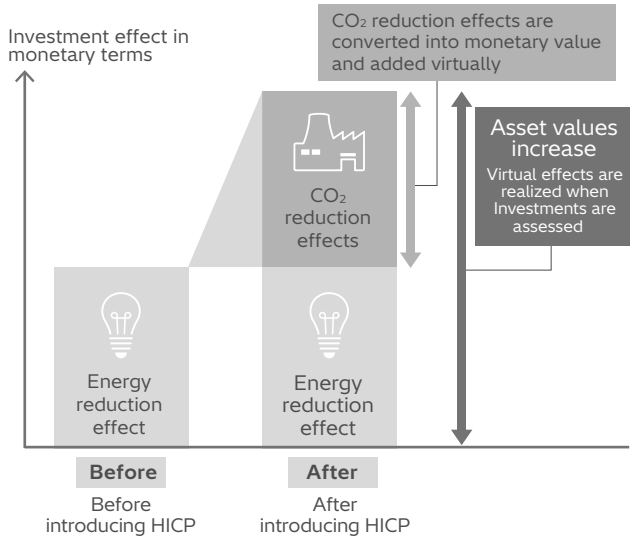 Investment effect in
monetary terms
CO₂ reduction effects are
converted into monetary value
and added virtually
Asset values
increase
Virtual effects are
realized when
Investments are
assessed
CO₂
reduction
effects
Energy
reduction
effect
Energy
reduction
effect
Before
After
Before
introducing HICP
After
introducing HICP